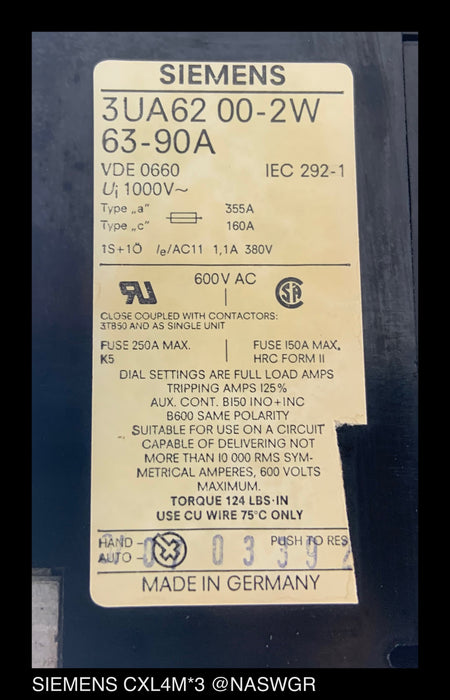 SIEMENS
3UA62 00-2W
63-90A
VDE 0660 IEC 292-1
Ui 1000V~
Type „a" 355A
Type „c" 160A
1S+1Ö Ie/AC11 1,1A 380V
600V AC
CLOSE COUPLED WITH CONTACTORS:
3TB50 AND AS SINGLE UNIT
FUSE 250A MAX. FUSE 150A MAX.
K5 HRC FORM II
DIAL SETTINGS ARE FULL LOAD AMPS
TRIPPING AMPS 125%
AUX. CONT. B150 INO+INC
B600 SAME POLARITY
SUITABLE FOR USE ON A CIRCUIT
CAPABLE OF DELIVERING NOT
MORE THAN 10 000 RMS SYM-
METRICAL AMPERES, 600 VOLTS
MAXIMUM.
TORQUE 124 LBS·IN
USE CU WIRE 75°C ONLY
HAND – PUSH TO RES
AUTO – 0339
MADE IN GERMANY
SIEMENS CXL4M*3 @NASWGR